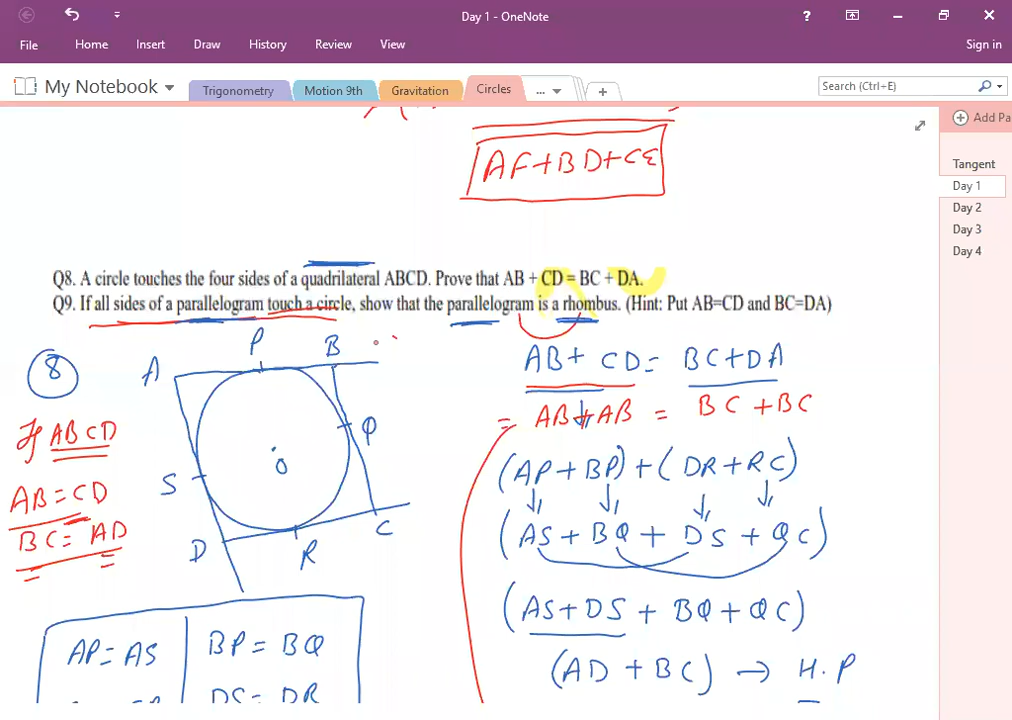 Day 1 - OneNote
?
File Home Insert Draw History Review View Sign in
My Notebook Trigonometry Motion 9th Gravitation Circles ... + Search (Ctrl+E)
Add Pa
Tangent
Day 1
Day 2
Day 3
Day 4
AF+BD+CE
Q8. A circle touches the four sides of a quadrilateral ABCD. Prove that AB + CD = BC + DA.
Q9. If all sides of a parallelogram touch a circle, show that the parallelogram is a rhombus. (Hint: Put AB=CD and BC=DA)
8
If ABCD
AB = CD
BC = AD
A P B
Q
O
S
D R C
AB + CD = BC + DA
= AB + AB = BC + BC
(AP + BP) + (DR + RC)
(AS + BQ + DS + QC)
(AS + DS + BQ + QC)
(AD + BC) → H.P
AP = AS
BP = BQ
DS = DR